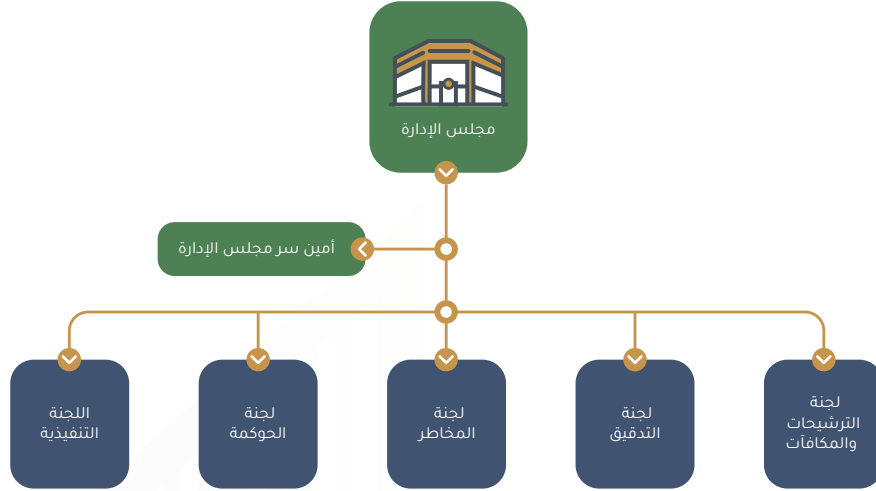 مجلس الإدارة
أمين سر مجلس الإدارة
لجنة
الترشيحات
والمكافآت
لجنة
التدقيق
لجنة
المخاطر
لجنة
الحوكمة
اللجنة
التنفيذية